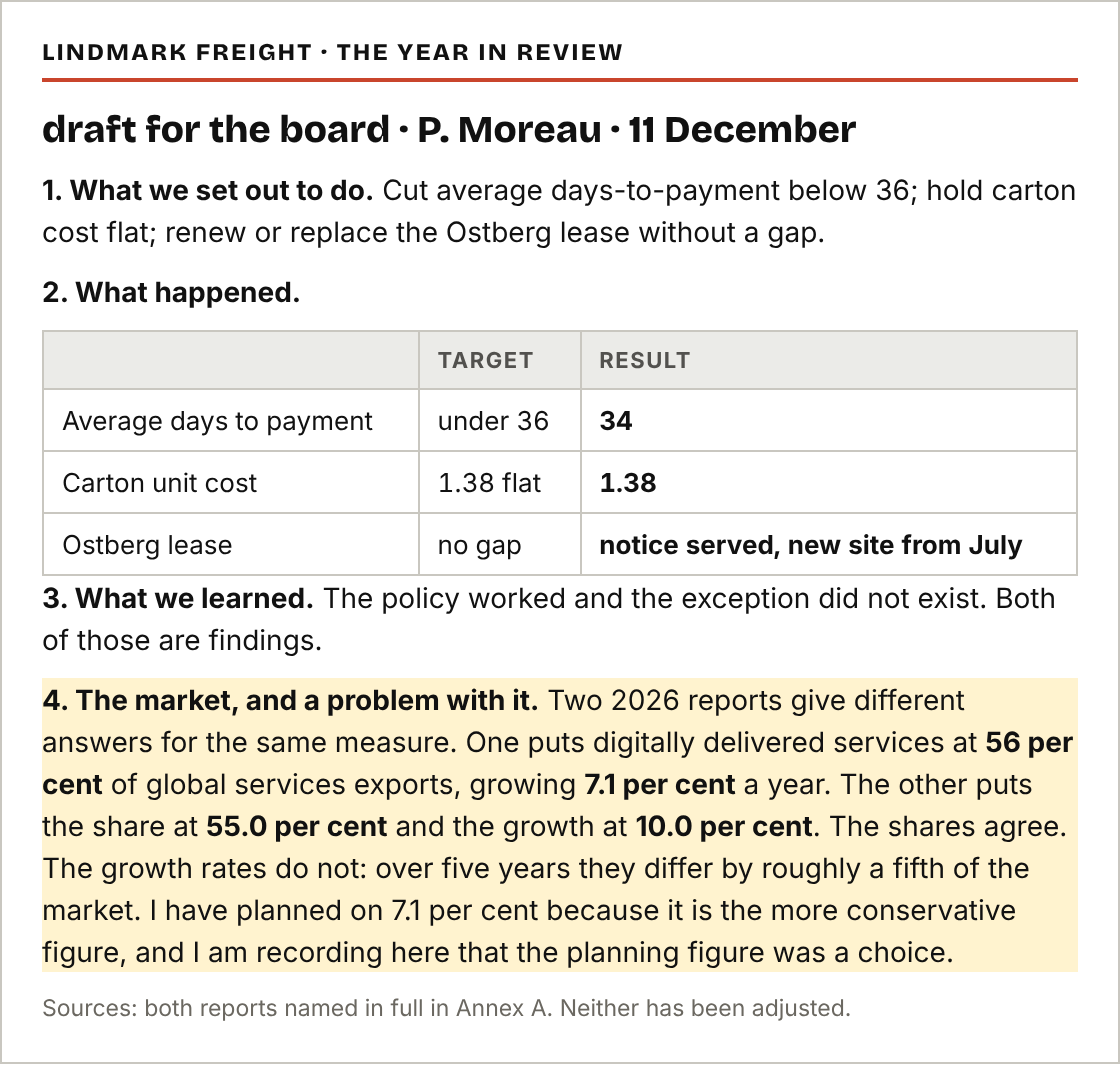 LINDMARK FREIGHT · THE YEAR IN REVIEW
draft for the board · P. Moreau · 11 December
1. What we set out to do. Cut average days-to-payment below 36; hold carton
cost flat; renew or replace the Ostberg lease without a gap.
2. What happened.
TARGET RESULT
Average days to payment under 36 34
Carton unit cost 1.38 flat 1.38
Ostberg lease no gap notice served, new site from July
3. What we learned. The policy worked and the exception did not exist. Both
of those are findings.
4. The market, and a problem with it. Two 2026 reports give different
answers for the same measure. One puts digitally delivered services at 56 per
cent of global services exports, growing 7.1 per cent a year. The other puts
the share at 55.0 per cent and the growth at 10.0 per cent. The shares agree.
The growth rates do not: over five years they differ by roughly a fifth of the
market. I have planned on 7.1 per cent because it is the more conservative
figure, and I am recording here that the planning figure was a choice.
Sources: both reports named in full in Annex A. Neither has been adjusted.